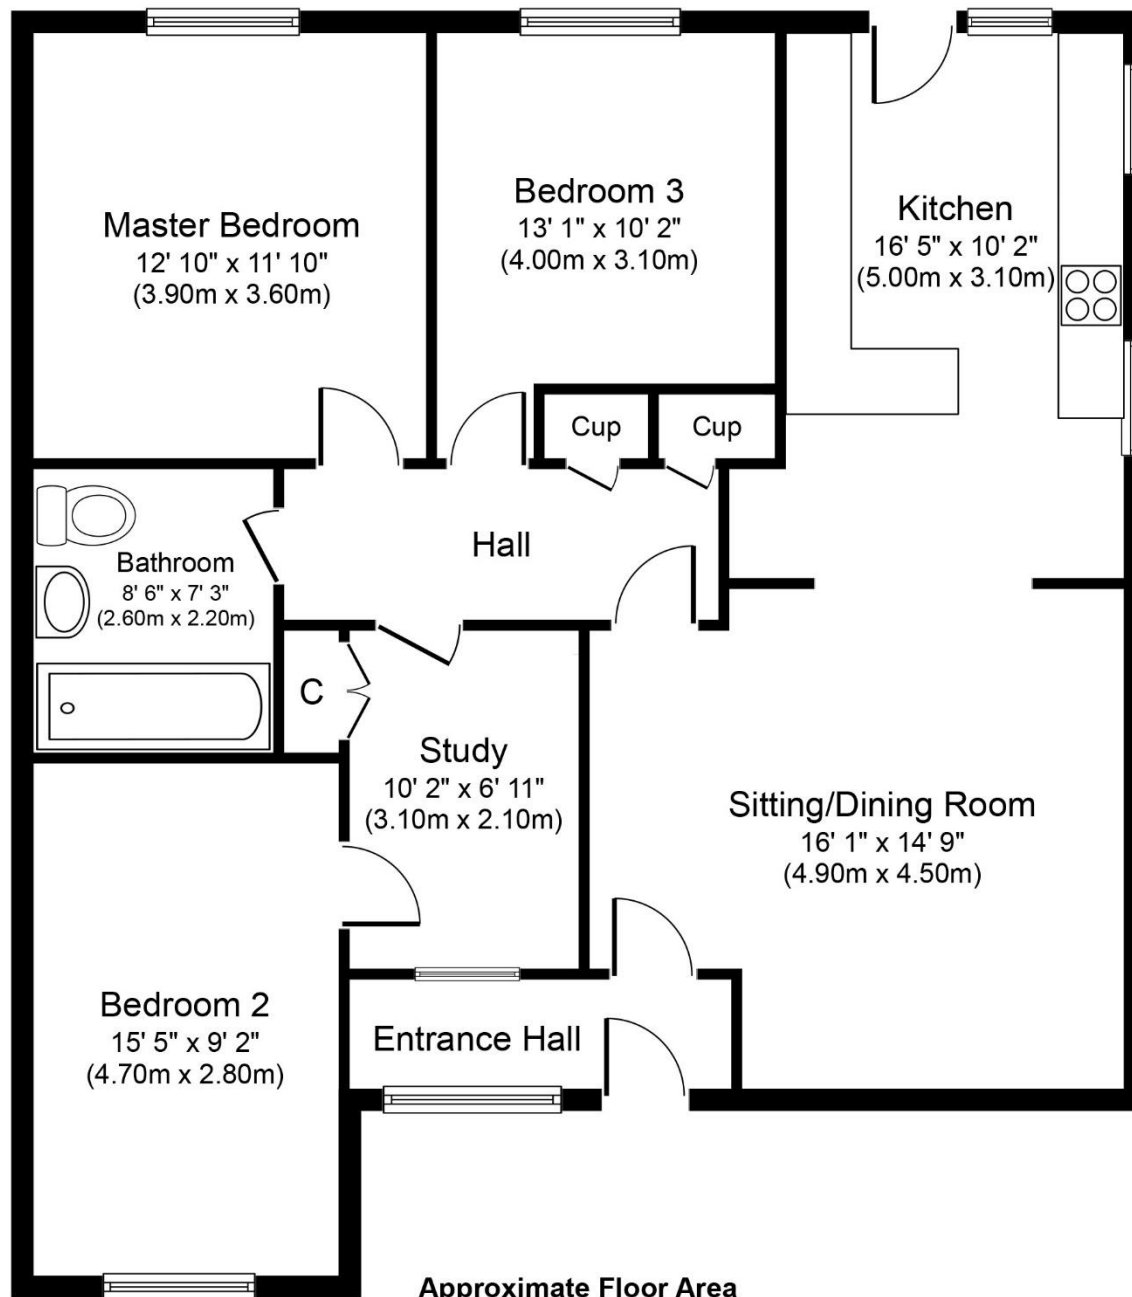 Master Bedroom
12' 10" x 11' 10"
(3.90m x 3.60m)
Bedroom 3
13' 1" x 10' 2"
(4.00m x 3.10m)
Kitchen
16' 5" x 10' 2"
(5.00m x 3.10m)
Cup
Cup
Hall
Bathroom
8' 6" x 7' 3"
(2.60m x 2.20m)
C
Study
10' 2" x 6' 11"
(3.10m x 2.10m)
Sitting/Dining Room
16' 1" x 14' 9"
(4.90m x 4.50m)
Bedroom 2
15' 5" x 9' 2"
(4.70m x 2.80m)
Entrance Hall
Approximate Floor Area